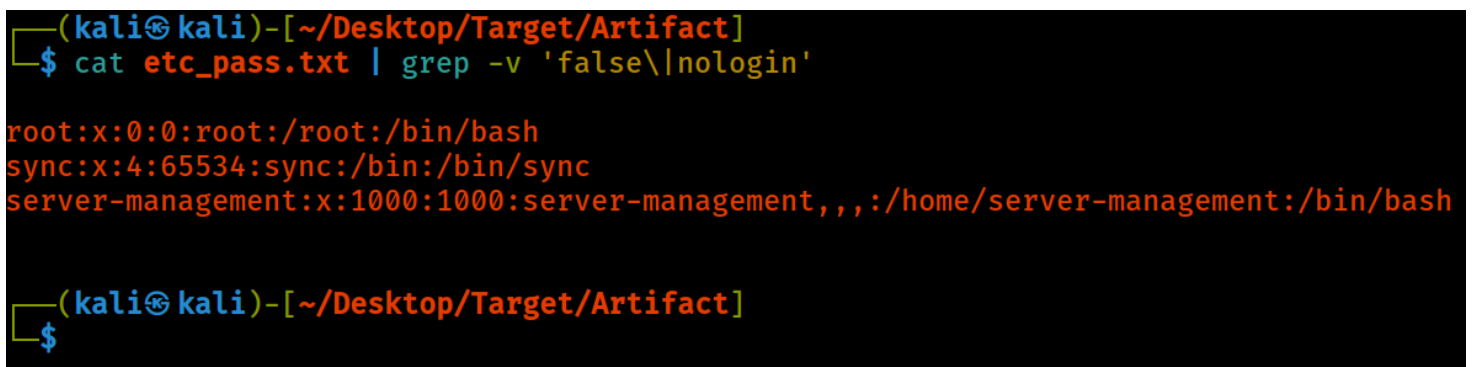 ┌──(kali㉿kali)-[~/Desktop/Target/Artifact]
└─$ cat etc_pass.txt | grep -v 'false\|nologin'
root:x:0:0:root:/root:/bin/bash
sync:x:4:65534:sync:/bin:/bin/sync
server-management:x:1000:1000:server-management,,,:/home/server-management:/bin/bash
┌──(kali㉿kali)-[~/Desktop/Target/Artifact]
└─$